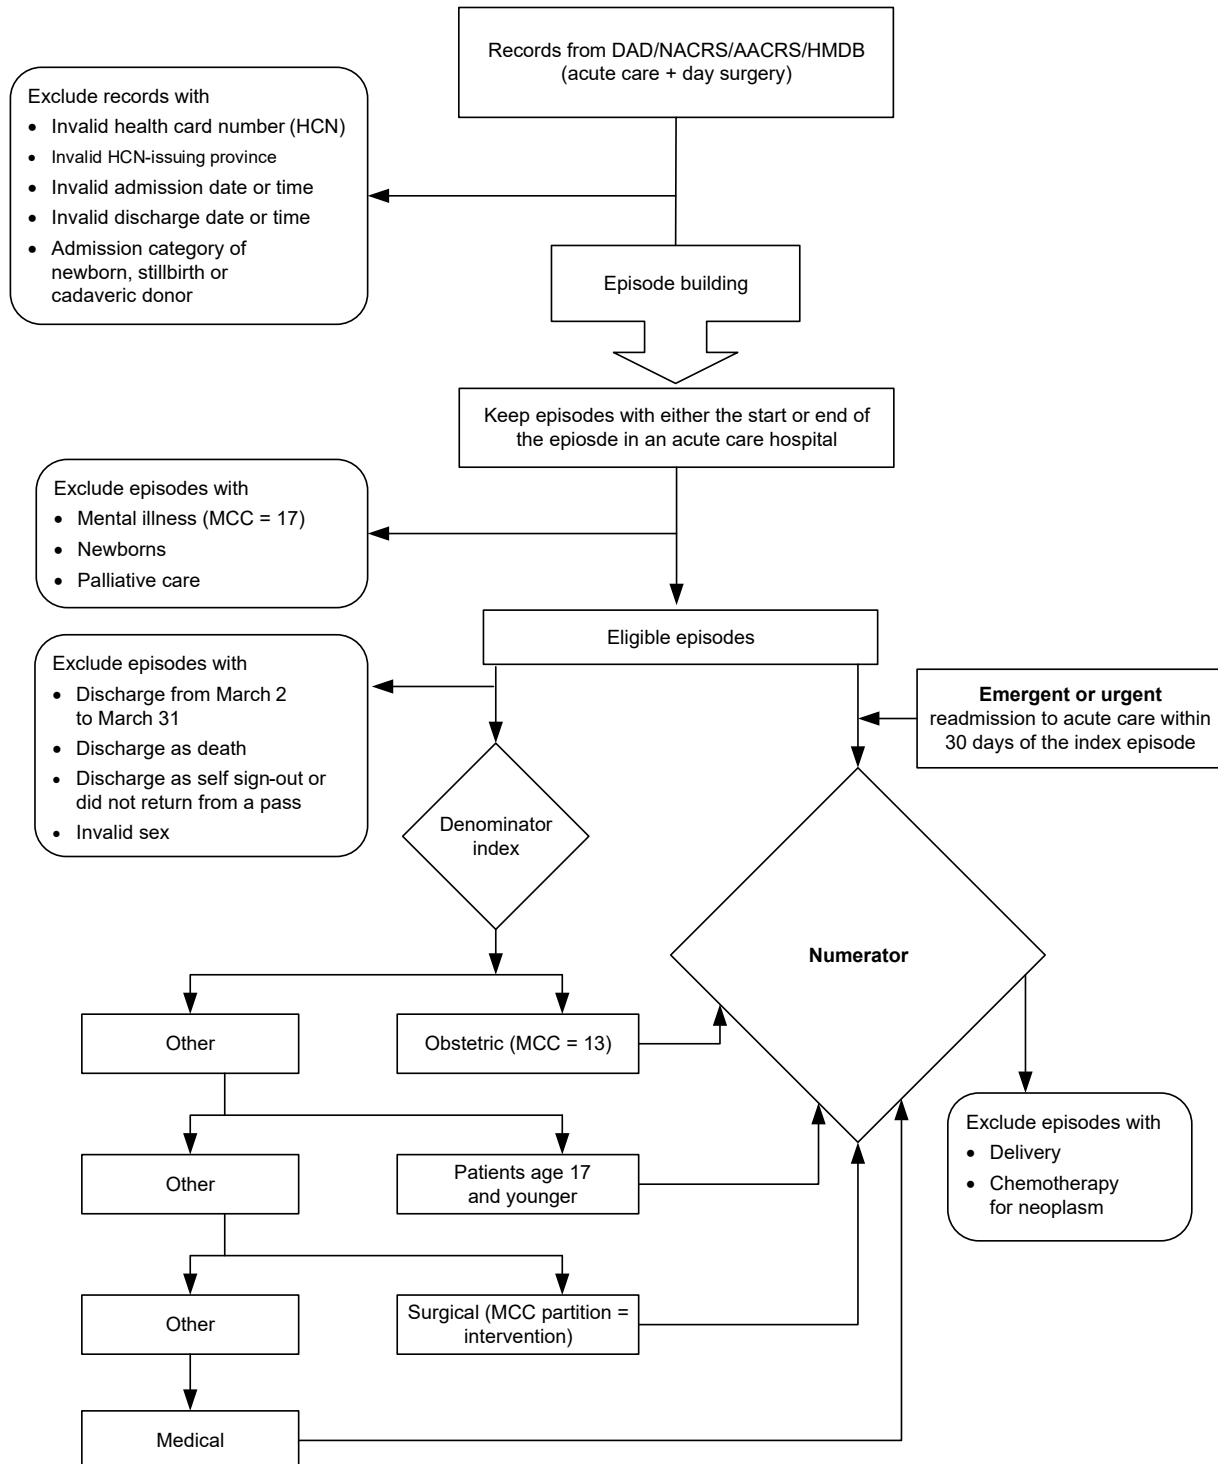 Records from DAD/NACRS/AACRS/HMDB
(acute care + day surgery)
Exclude records with
• Invalid health card number (HCN)
• Invalid HCN-issuing province
• Invalid admission date or time
• Invalid discharge date or time
• Admission category of
newborn, stillbirth or
cadaveric donor
Episode building
Keep episodes with either the start or end of
the epiosde in an acute care hospital
Exclude episodes with
• Mental illness (MCC = 17)
• Newborns
• Palliative care
Eligible episodes
Exclude episodes with
• Discharge from March 2
to March 31
• Discharge as death
• Discharge as self sign-out or
did not return from a pass
• Invalid sex
Emergent or urgent
readmission to acute care within
30 days of the index episode
Denominator
index
Numerator
Other
Obstetric (MCC = 13)
Other
Patients age 17
and younger
Exclude episodes with
• Delivery
• Chemotherapy
for neoplasm
Other
Surgical (MCC partition =
intervention)
Medical